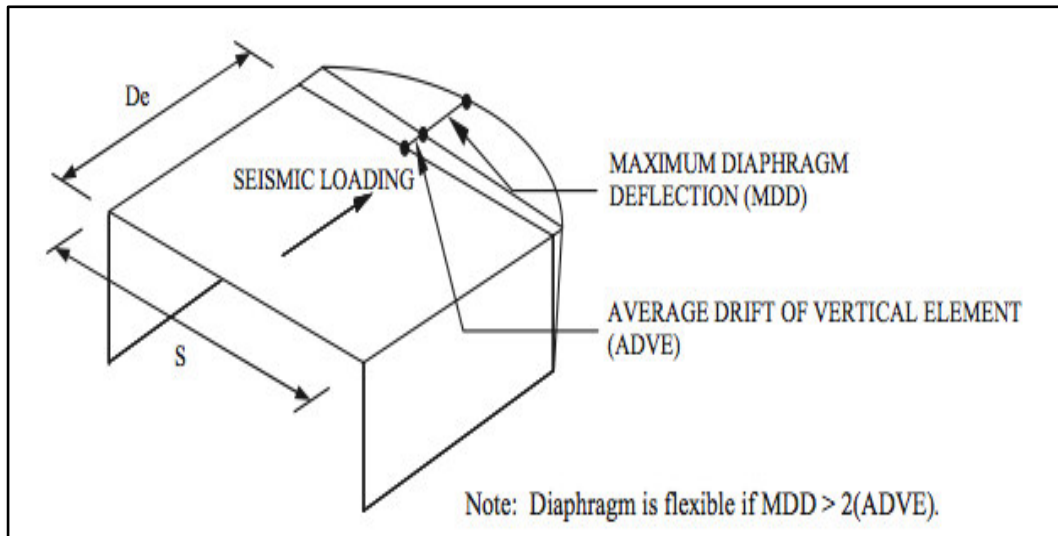 De
SEISMIC LOADING
S
MAXIMUM DIAPHRAGM
DEFLECTION (MDD)
AVERAGE DRIFT OF VERTICAL ELEMENT
(ADVE)
Note: Diaphragm is flexible if MDD > 2(ADVE).